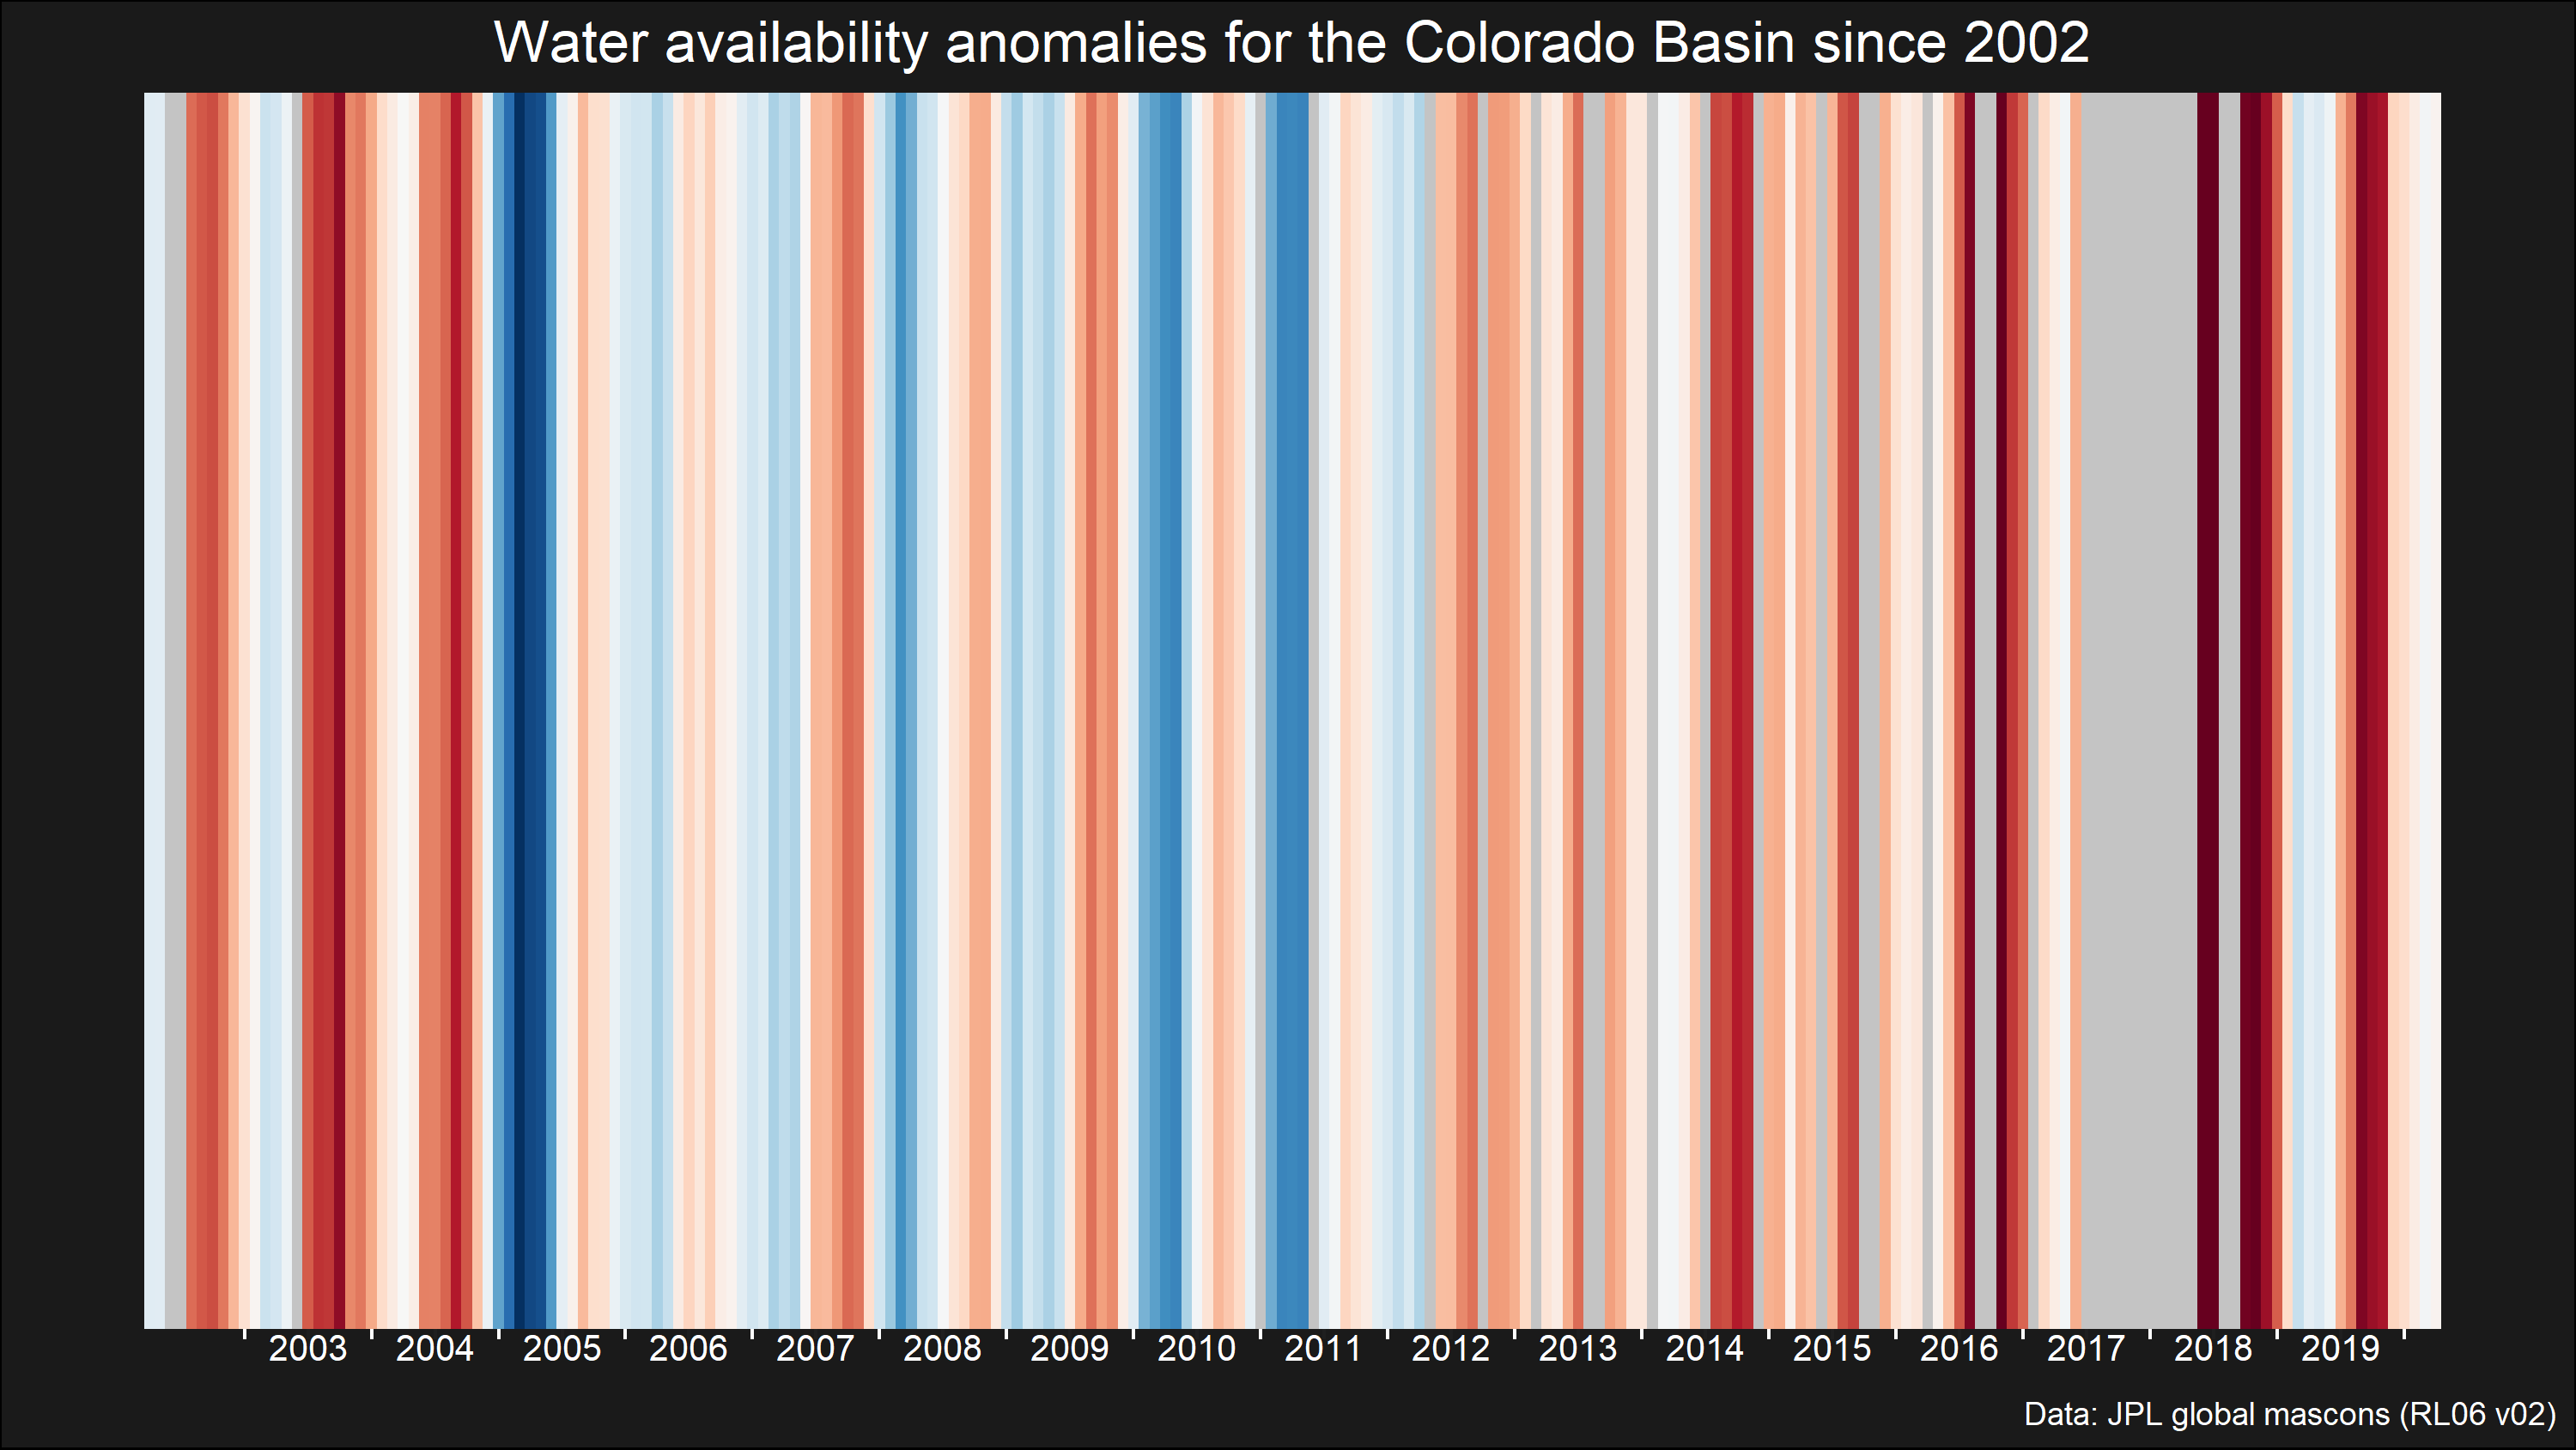 Water availability anomalies for the Colorado Basin since 2002
2003 2004 2005 2006 2007 2008 2009 2010 2011 2012 2013 2014 2015 2016 2017 2018 2019
Data: JPL global mascons (RL06 v02)